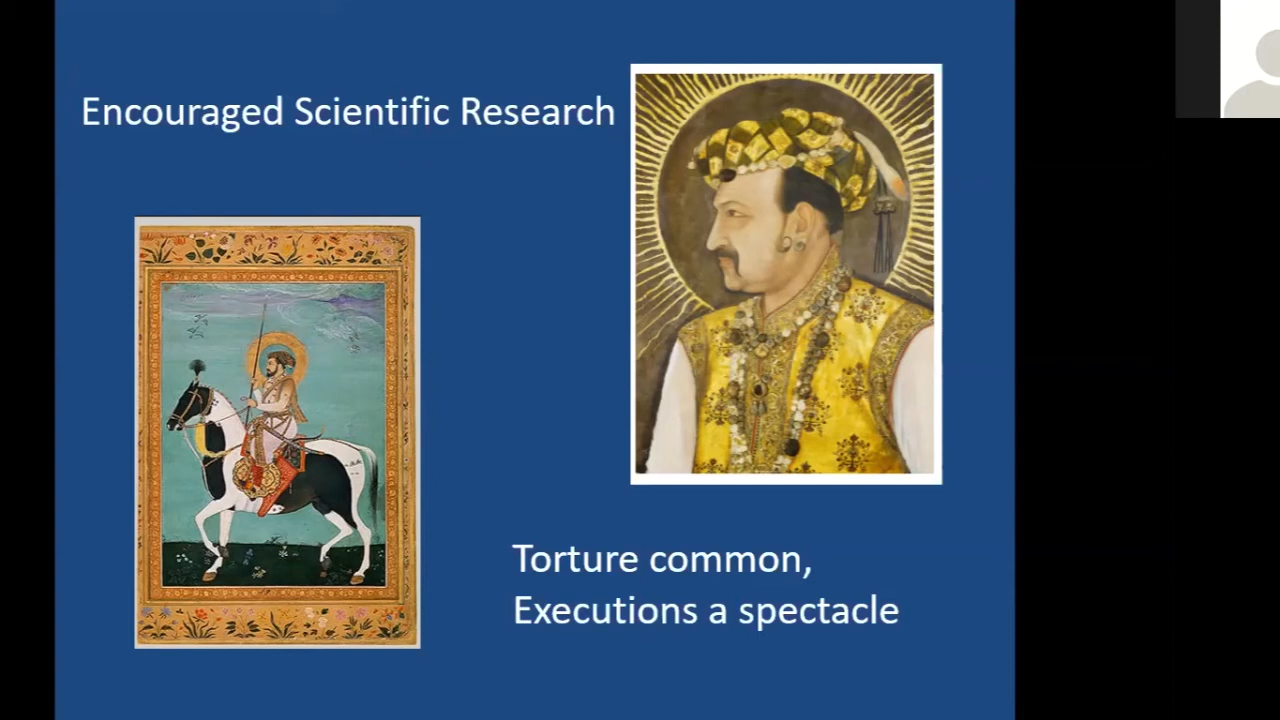 Encouraged Scientific Research
Torture common,
Executions a spectacle